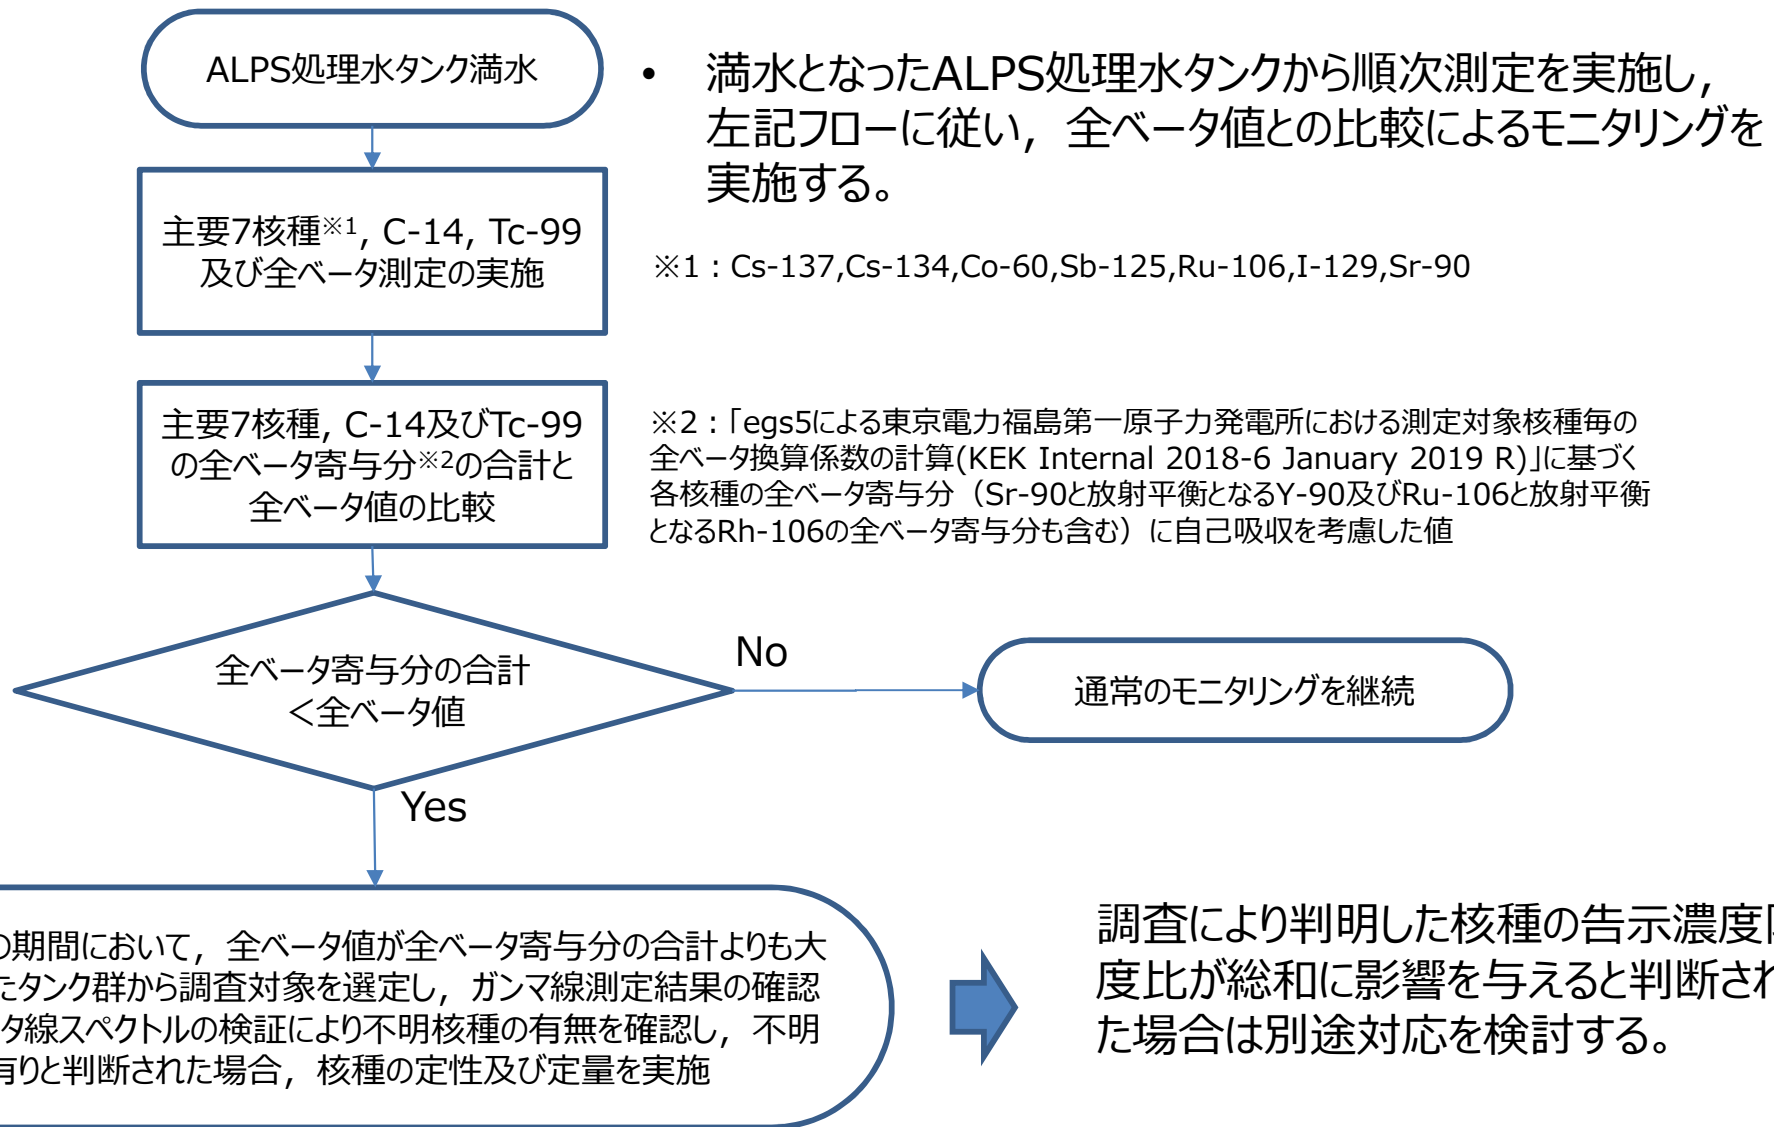 ALPS処理水タンク満水
• 満水となったALPS処理水タンクから順次測定を実施し，
左記フローに従い，全ベータ値との比較によるモニタリングを
実施する。
主要7核種※1, C-14, Tc-99
及び全ベータ測定の実施
※1：Cs-137,Cs-134,Co-60,Sb-125,Ru-106,I-129,Sr-90
主要7核種, C-14及びTc-99
の全ベータ寄与分※2の合計と
全ベータ値の比較
※2：「egs5による東京電力福島第一原子力発電所における測定対象核種毎の
全ベータ換算係数の計算(KEK Internal 2018-6 January 2019 R)」に基づく
各核種の全ベータ寄与分（Sr-90と放射平衡となるY-90及びRu-106と放射平衡
となるRh-106の全ベータ寄与分も含む）に自己吸収を考慮した値
全ベータ寄与分の合計
＜全ベータ値
No
通常のモニタリングを継続
Yes
の期間において，全ベータ値が全ベータ寄与分の合計よりも大
たタンク群から調査対象を選定し，ガンマ線測定結果の確認
タ線スペクトルの検証により不明核種の有無を確認し，不明
有りと判断された場合，核種の定性及び定量を実施
調査により判明した核種の告示濃度
度比が総和に影響を与えると判断され
た場合は別途対応を検討する。